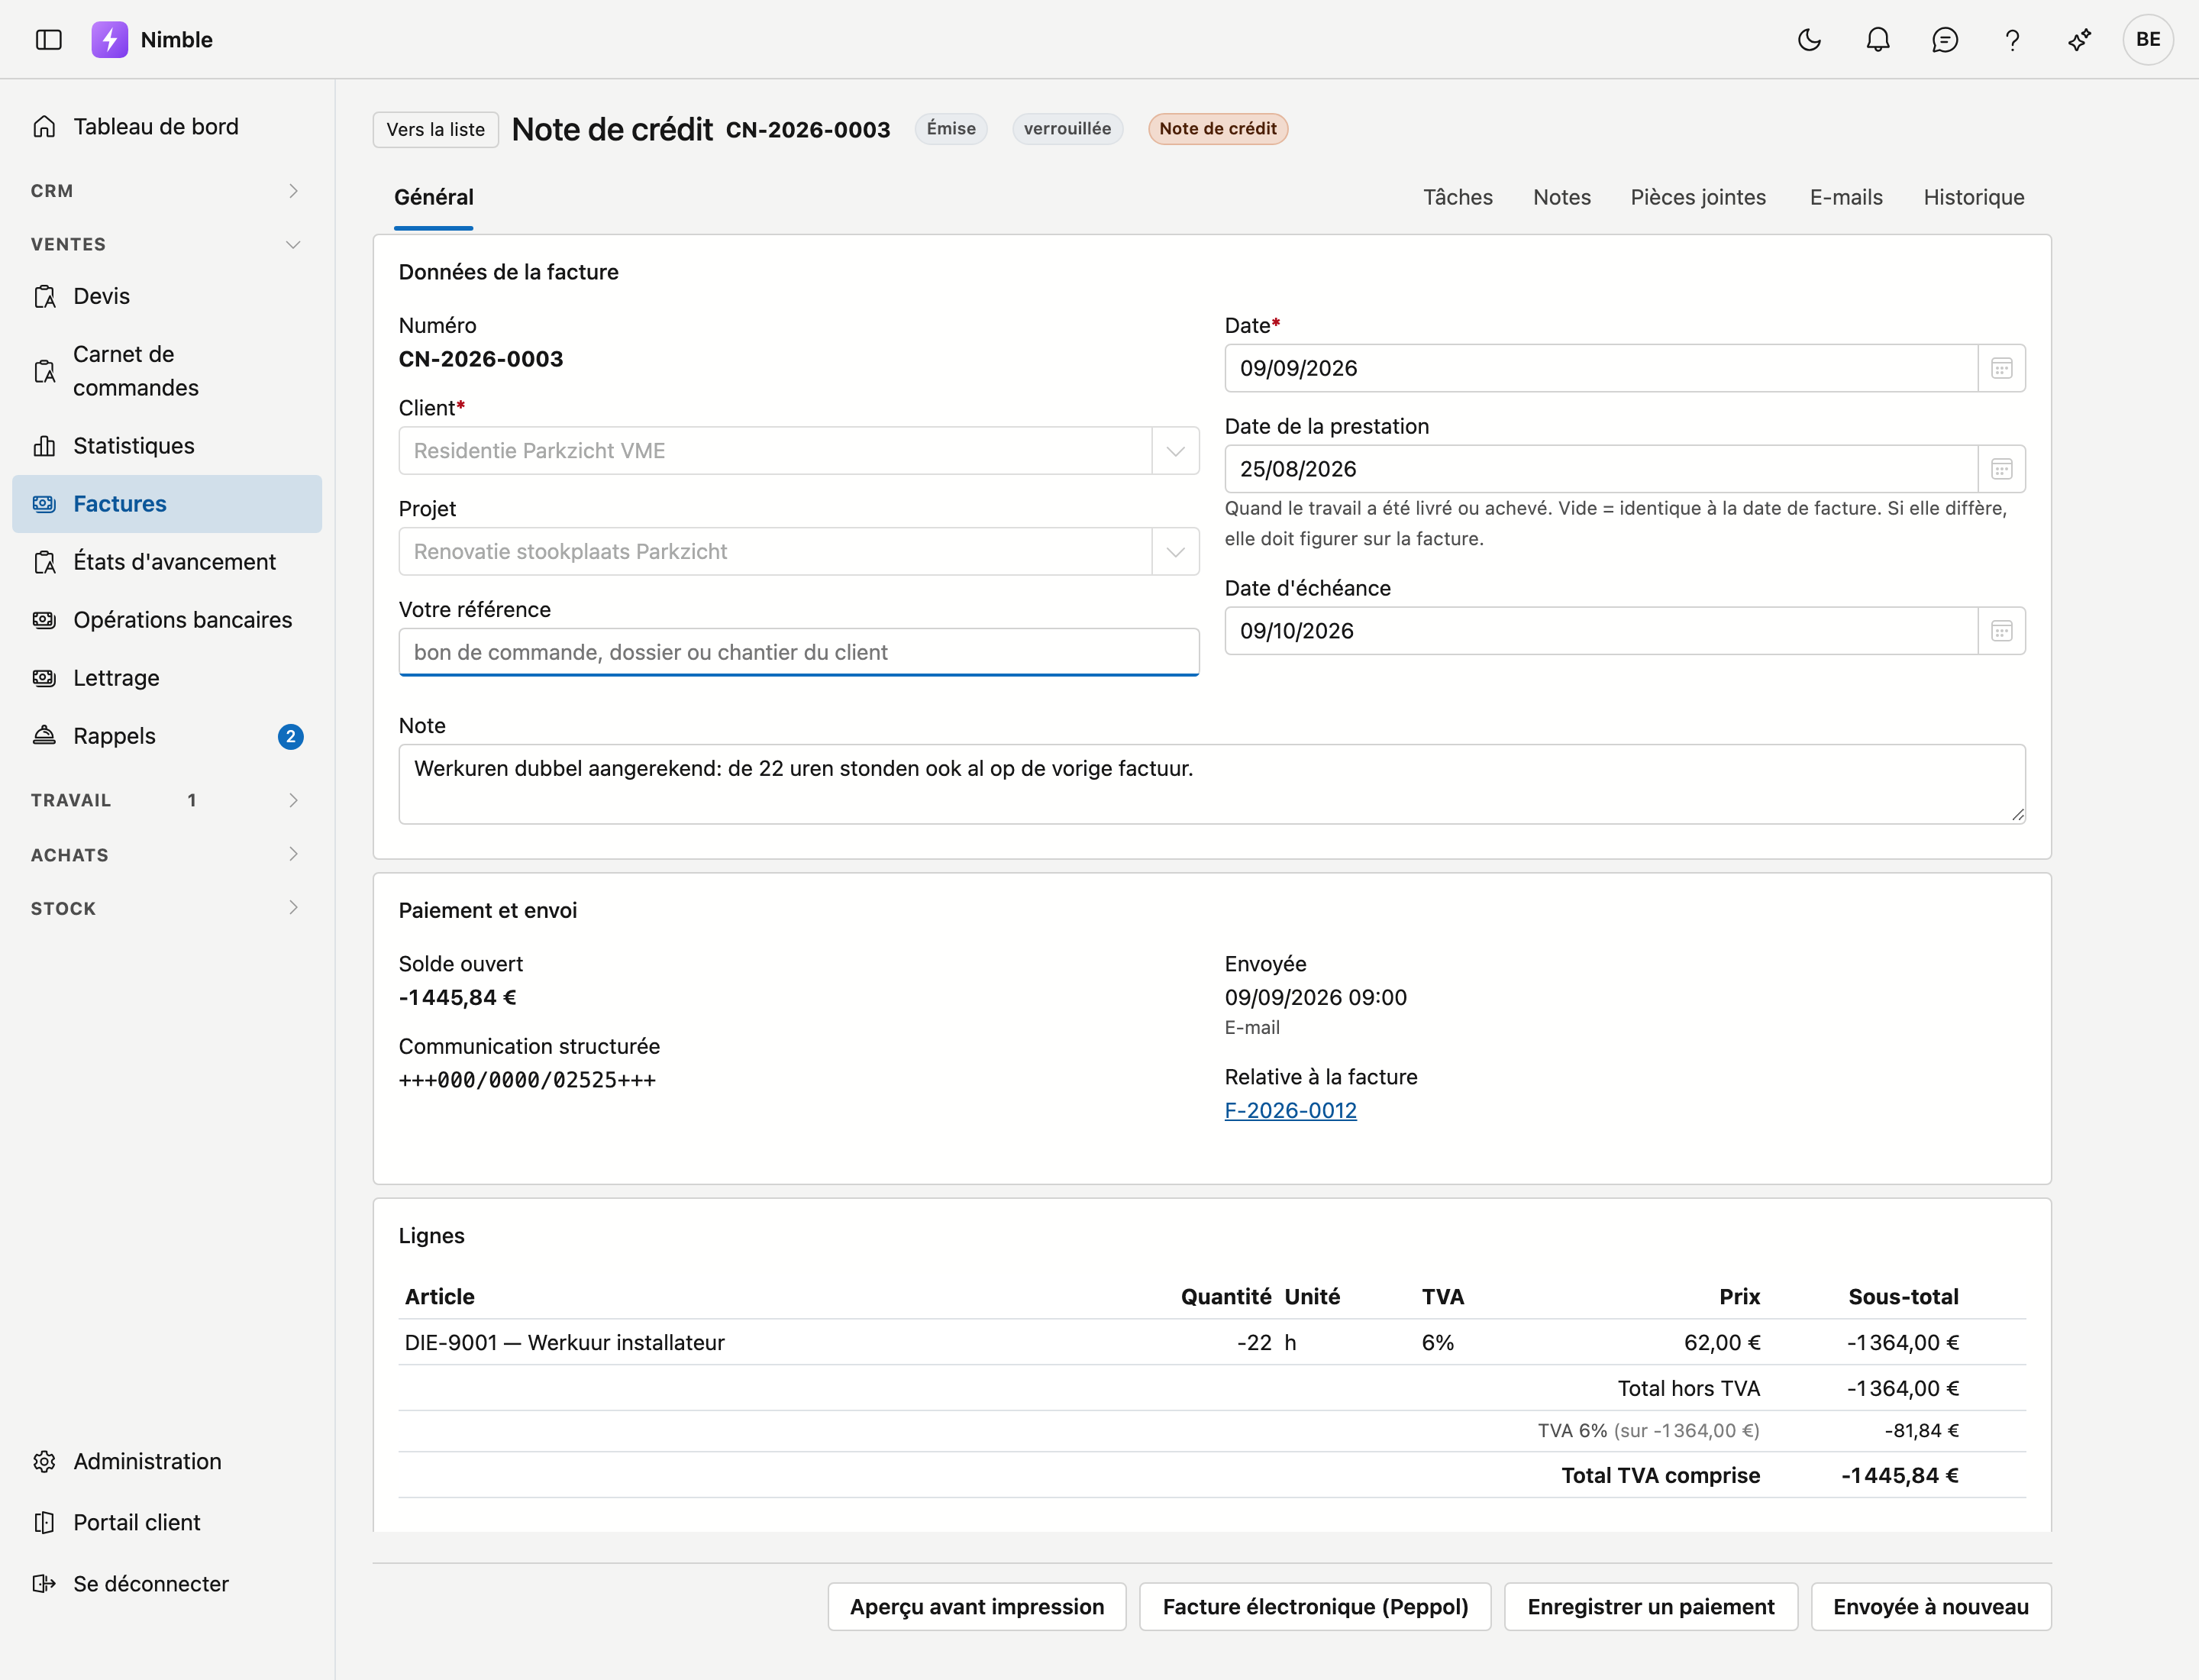 Nimble
BE
Tableau de bord
CRM
VENTES
Devis
Carnet de
commandes
Statistiques
Factures
États d'avancement
Opérations bancaires
Lettrage
Rappels 2
TRAVAIL 1
ACHATS
STOCK
Administration
Portail client
Se déconnecter
Vers la liste Note de crédit CN-2026-0003 Émise verrouillée Note de crédit
Général Tâches Notes Pièces jointes E-mails Historique
Données de la facture
Numéro
CN-2026-0003
Client*
Residentie Parkzicht VME
Projet
Renovatie stookplaats Parkzicht
Votre référence
bon de commande, dossier ou chantier du client
Date*
09/09/2026
Date de la prestation
25/08/2026
Quand le travail a été livré ou achevé. Vide = identique à la date de facture. Si elle diffère,
elle doit figurer sur la facture.
Date d'échéance
09/10/2026
Note
Werkuren dubbel aangerekend: de 22 uren stonden ook al op de vorige factuur.
Paiement et envoi
Solde ouvert
-1 445,84 €
Communication structurée
+++000/0000/02525+++
Envoyée
09/09/2026 09:00
E-mail
Relative à la facture
F-2026-0012
Lignes
Article Quantité Unité TVA Prix Sous-total
DIE-9001 — Werkuur installateur -22 h 6% 62,00 € -1 364,00 €
Total hors TVA -1 364,00 €
TVA 6% (sur -1 364,00 €) -81,84 €
Total TVA comprise -1 445,84 €
Aperçu avant impression Facture électronique (Peppol) Enregistrer un paiement Envoyée à nouveau